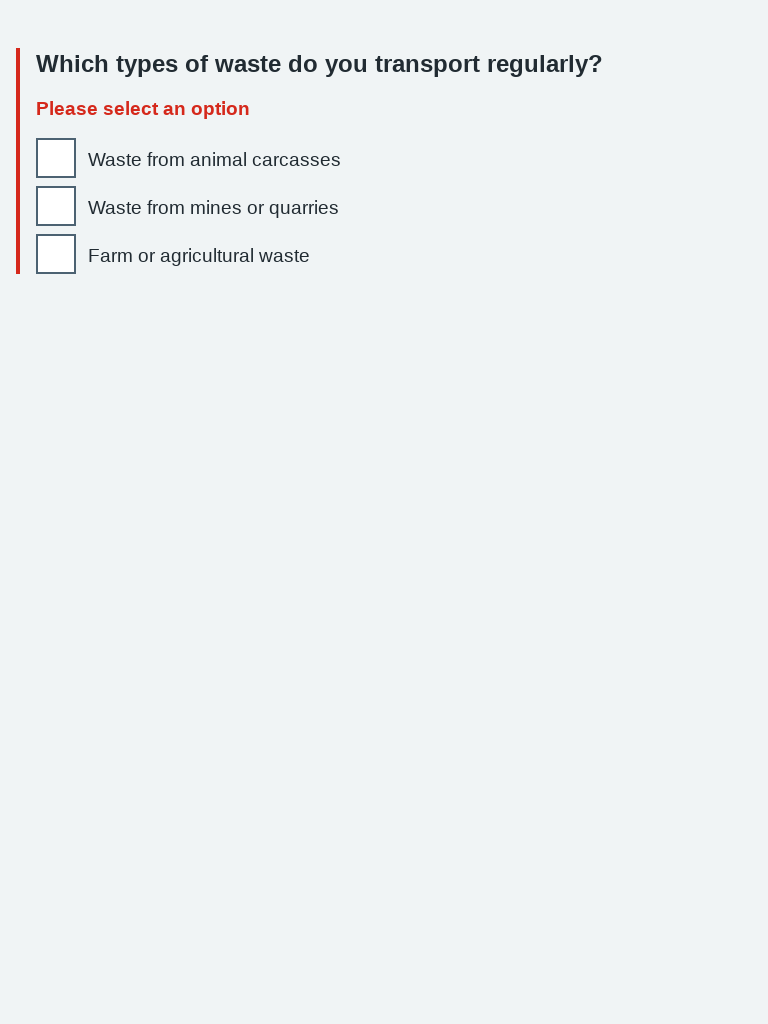 Which types of waste do you transport regularly?
Please select an option
Waste from animal carcasses
Waste from mines or quarries
Farm or agricultural waste